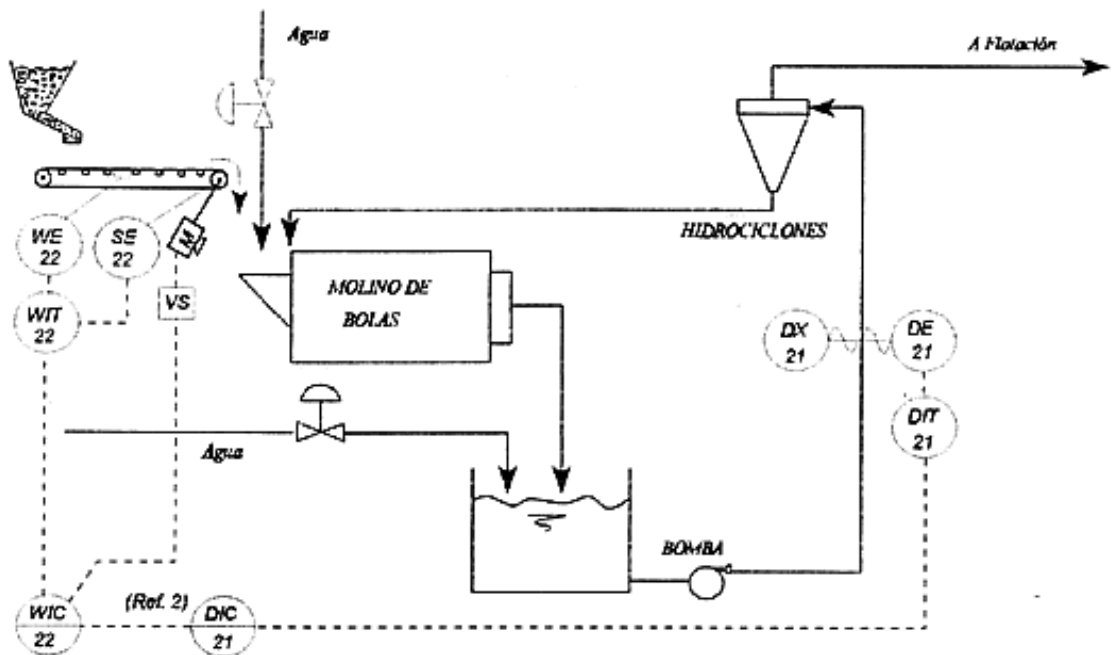 Agua
A Flotación
WE
22
SE
22
M
HIDROCICLONES
WIT
22
VS
MOLINO DE
BOLAS
DX
21
DE
21
DIT
21
Agua
BOMBA
WIC
22
(Ref. 2)
DIC
21